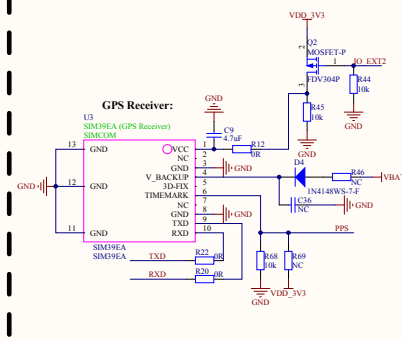 VDD_3V3
Q2
MOSFET-P
2
1
IO_EXT2
FDV304P
3
R44
10k
GND
R45
10k
GND
GPS Receiver:
U3
SIM39EA (GPS Receiver)
SIMCOM
GND
C9
4.7uF
R12
0R
13 GND
VCC 1
NC 2
GND 3
GND
V_BACKUP 4
GND
12 GND
3D-FIX 5
TIMEMARK 6
NC 7
GND 8
GND
TXD 9
11 GND
RXD 10
D4
1N4148WS-7-F
R46
NC
VBA
C36
NC
GND
PPS
SIM39EA
SIM39EA
TXD
R22
0R
RXD
R20
0R
R68
10k
R69
NC
GND
VDD_3V3